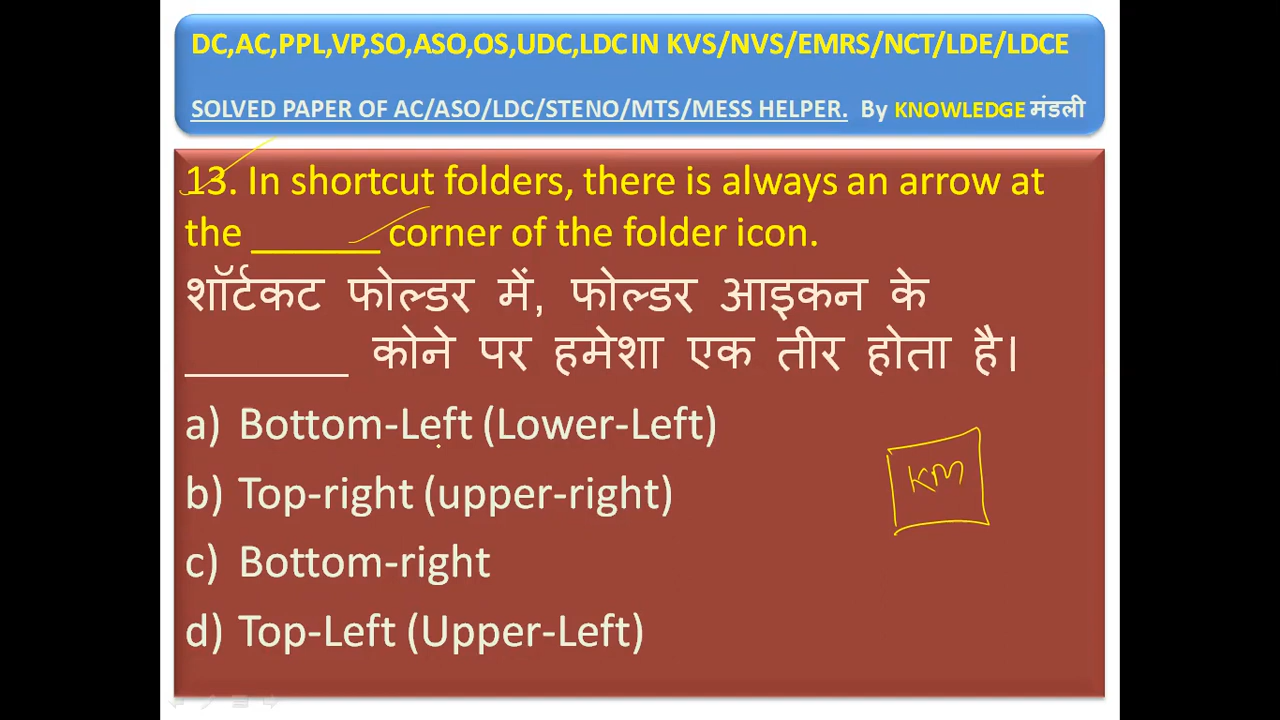 DC,AC,PPL,VP,SO,ASO,OS,UDC,LDC IN KVS/NVS/EMRS/NCT/LDE/LDCE
SOLVED PAPER OF AC/ASO/LDC/STENO/MTS/MESS HELPER. By KNOWLEDGE मंडली
13. In shortcut folders, there is always an arrow at
the ______ corner of the folder icon.
शॉर्टकट फोल्डर में, फोल्डर आइकन के
_______ कोने पर हमेशा एक तीर होता है।
a) Bottom-Left (Lower-Left)
b) Top-right (upper-right)
KM
c) Bottom-right
d) Top-Left (Upper-Left)